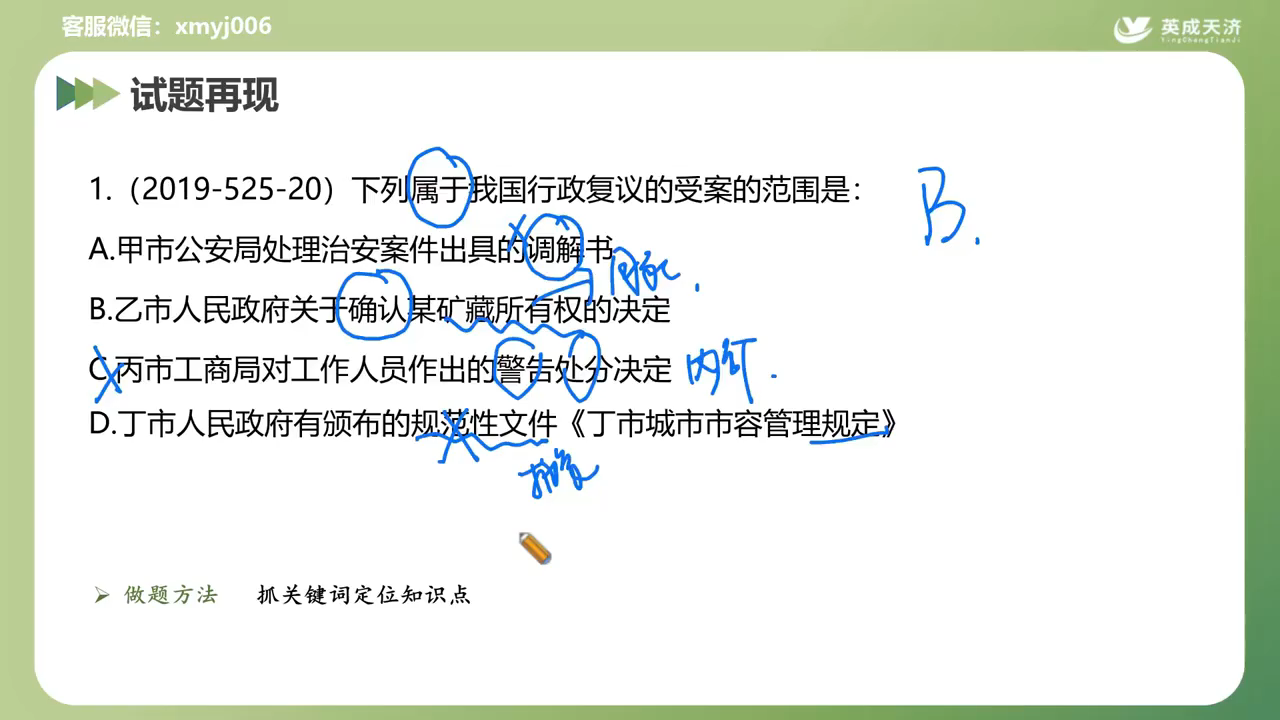 客服微信：xmyj006
英成天济
YingChengTianJi
试题再现
1.（2019-525-20）下列属于我国行政复议的受案的范围是：
B.
A.甲市公安局处理治安案件出具的调解书
B.乙市人民政府关于确认某矿藏所有权的决定
C.丙市工商局对工作人员作出的警告处分决定
内行.
D.丁市人民政府有颁布的规范性文件《丁市城市市容管理规定》
➢ 做题方法 抓关键词定位知识点